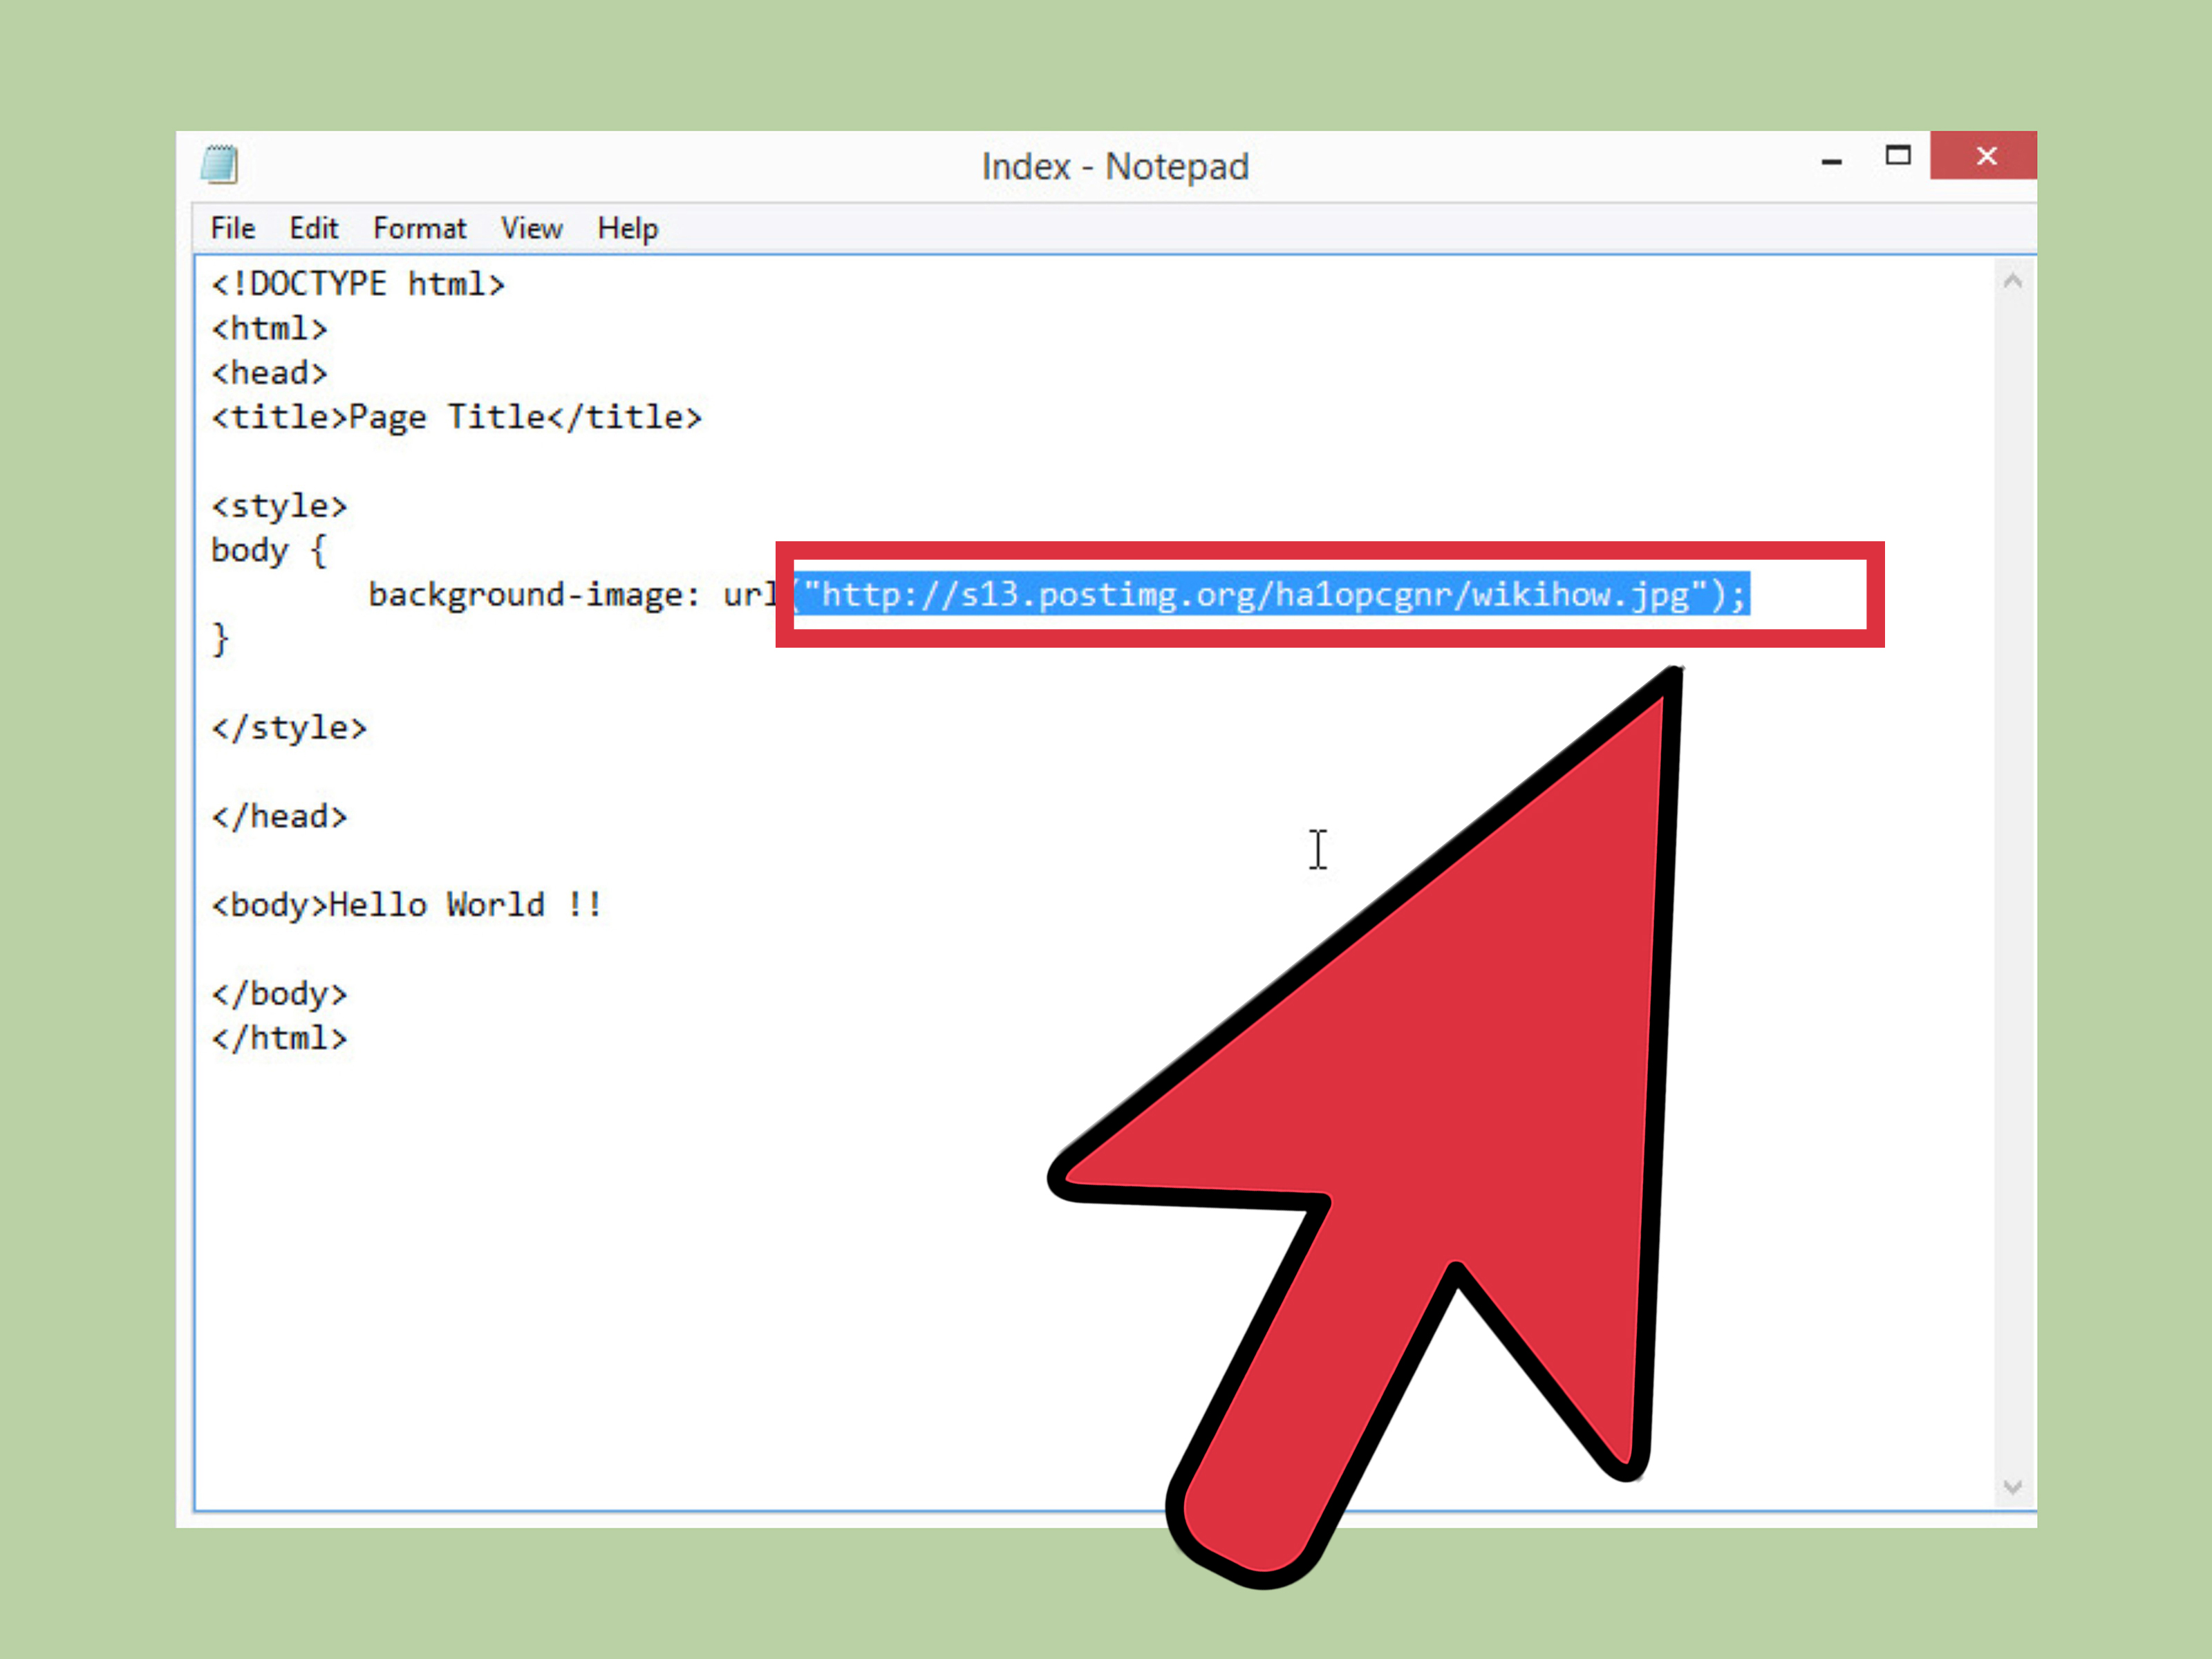 Index - Notepad
File Edit Format View Help
<!DOCTYPE html>
<html>
<head>
<title>Page Title</title>
<style>
body {
background-image: url("http://s13.postimg.org/ha1opcgnr/wikihow.jpg");
}
</style>
</head>
<body>Hello World !!
</body>
</html>